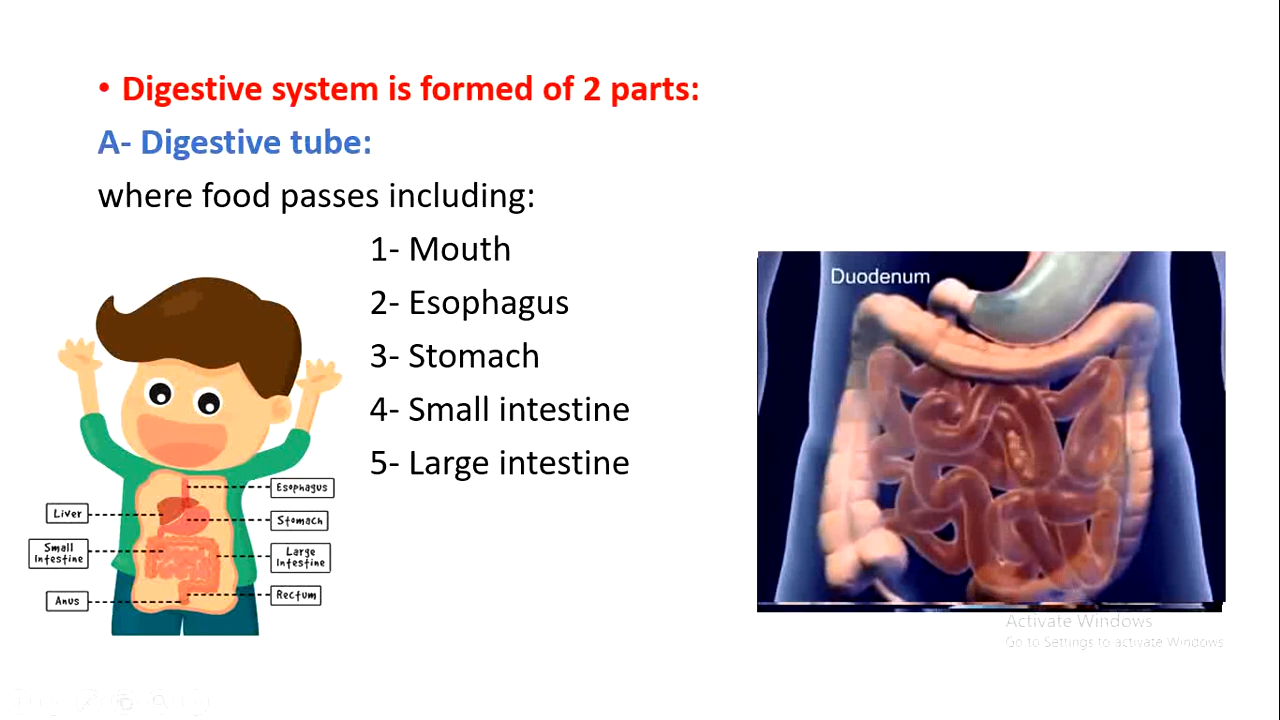 • Digestive system is formed of 2 parts:
A- Digestive tube:
where food passes including:
1- Mouth
2- Esophagus
3- Stomach
4- Small intestine
5- Large intestine
Esophagus
Liver
Stomach
Small
Intestine
Large
Intestine
Anus
Rectum
Duodenum
Activate Windows
Go to Settings to activate Windows